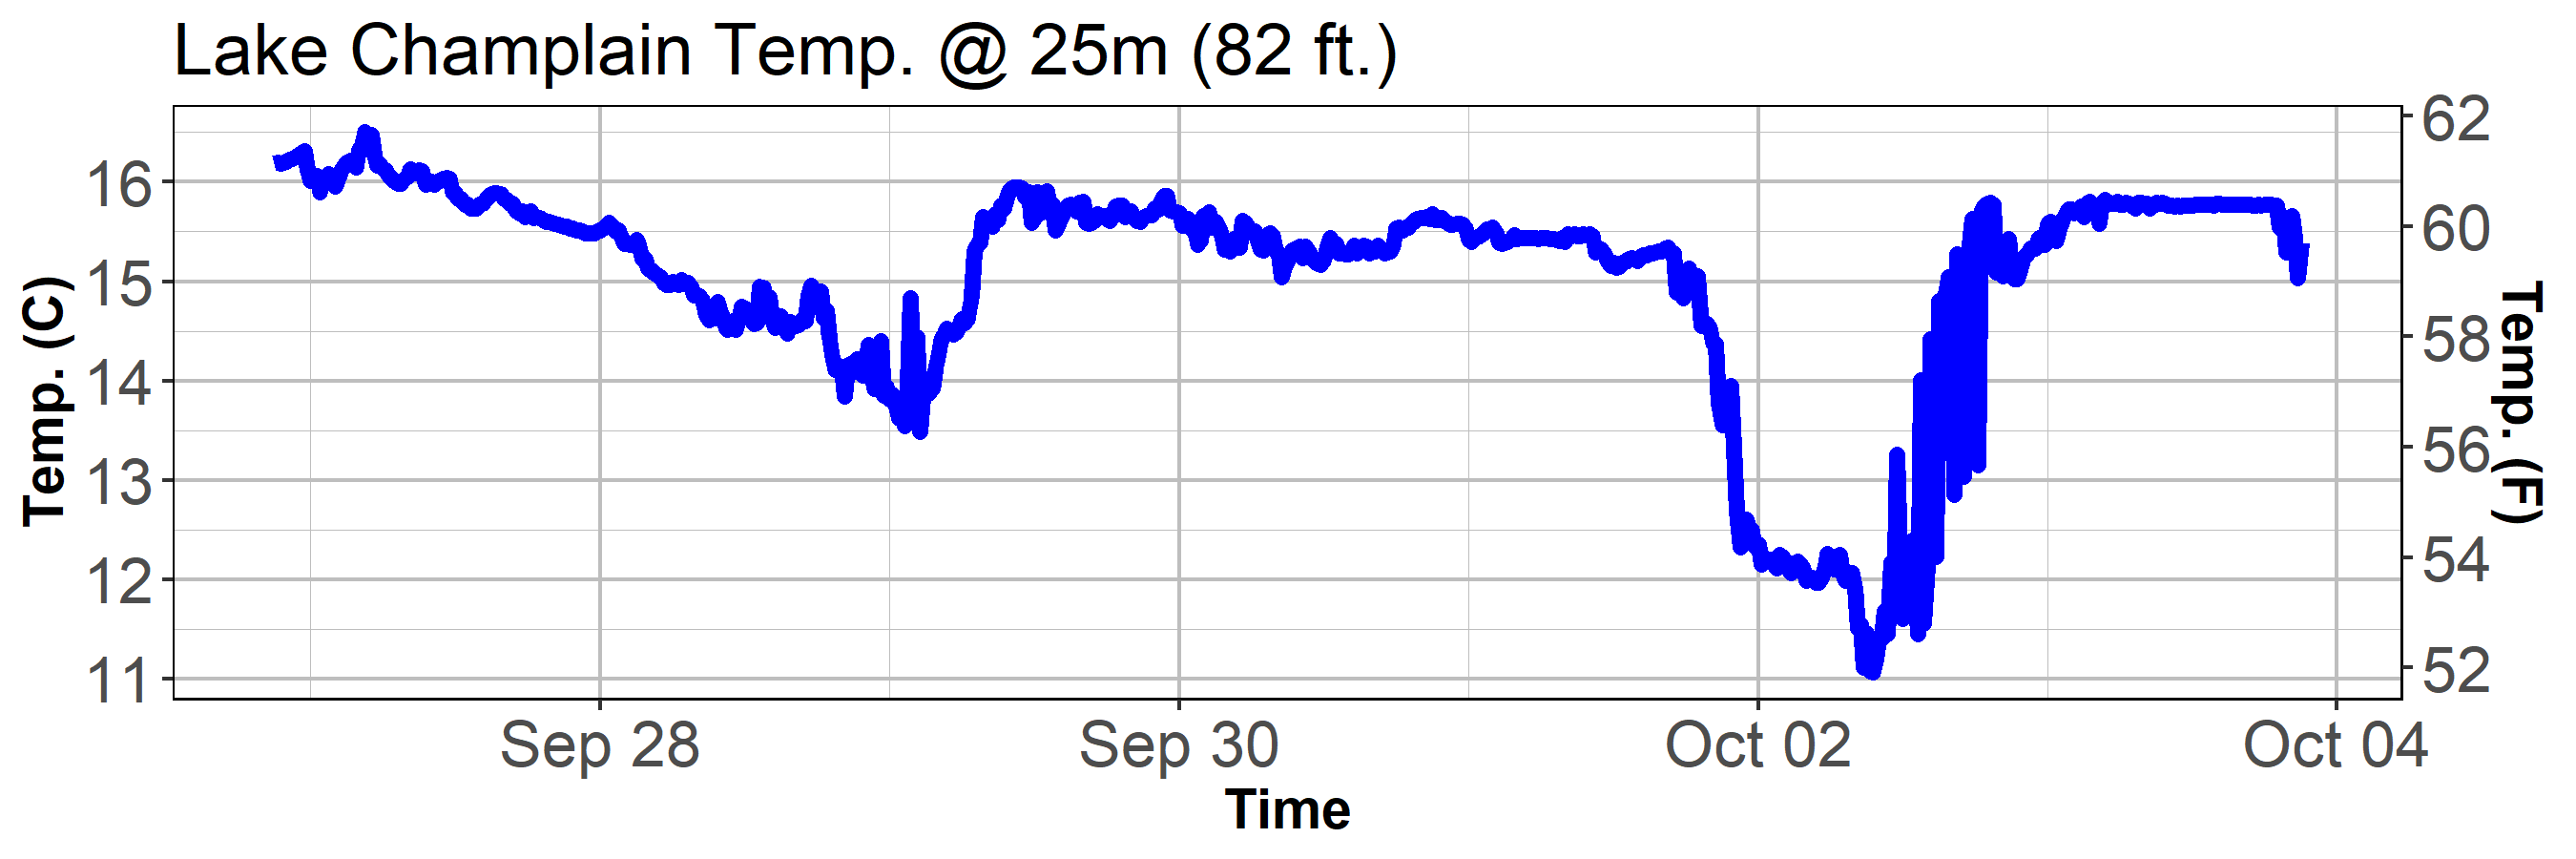 Lake Champlain Temp. @ 25m (82 ft.)
Temp. (C)
16
15
14
13
12
11
62
60
58
56
54
52
Temp. (F)
Sep 28
Sep 30
Oct 02
Oct 04
Time